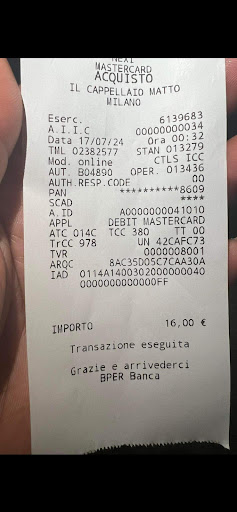 NEXI
MASTERCARD
ACQUISTO
IL CAPPELLAIO MATTO
MILANO
Eserc. 6139683
A.I.I.C 00000000034
Data 17/07/24 Ora 00:32
TML 02382577 STAN 013279
Mod. online CTLS ICC
AUT. B04890 OPER. 013436
AUTH.RESP.CODE 00
PAN **********8609
SCAD ****
A.ID A0000000041010
APPL DEBIT MASTERCARD
ATC 014C TCC 380 TT 00
TrCC 978 UN 42CAFC73
TVR 0000008001
ARQC 8AC35D05C7CAA30A
IAD 0114A1400302000000040
0000000000000FF
IMPORTO 16,00 €
Transazione eseguita
Grazie e arrivederci
BPER Banca